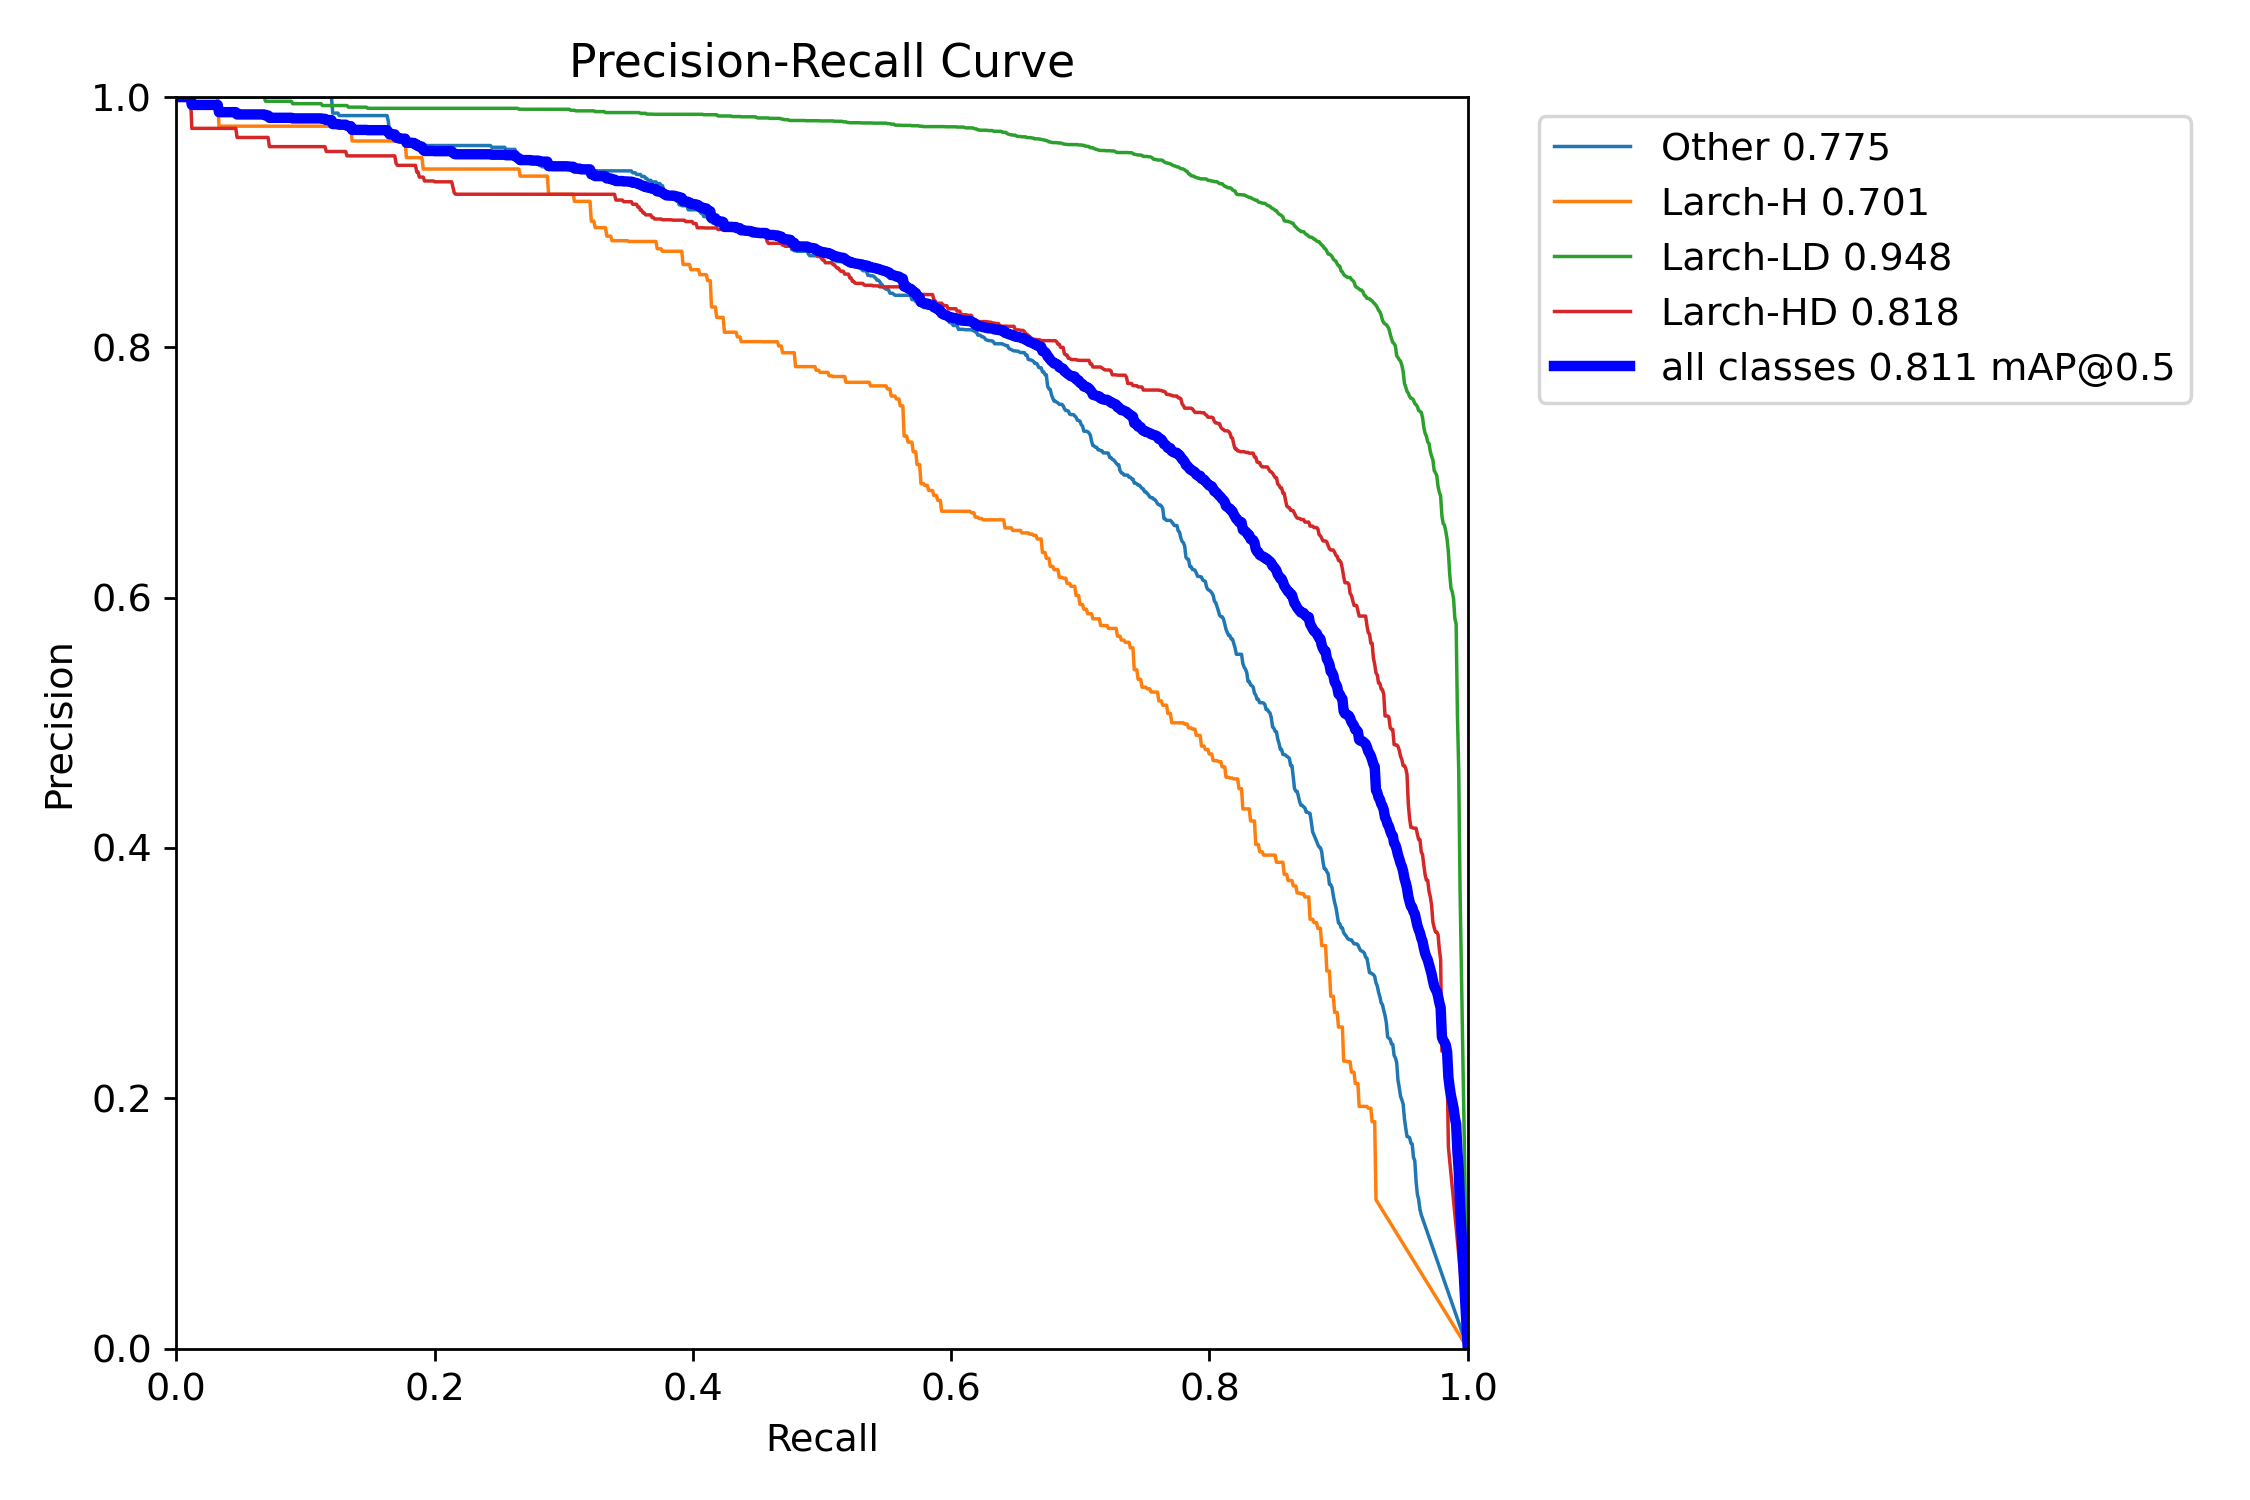 Precision-Recall Curve
1.0
0.8
0.6
0.4
0.2
0.0
Precision
0.0 0.2 0.4 0.6 0.8 1.0
Recall
Other 0.775
Larch-H 0.701
Larch-LD 0.948
Larch-HD 0.818
all classes 0.811 mAP@0.5